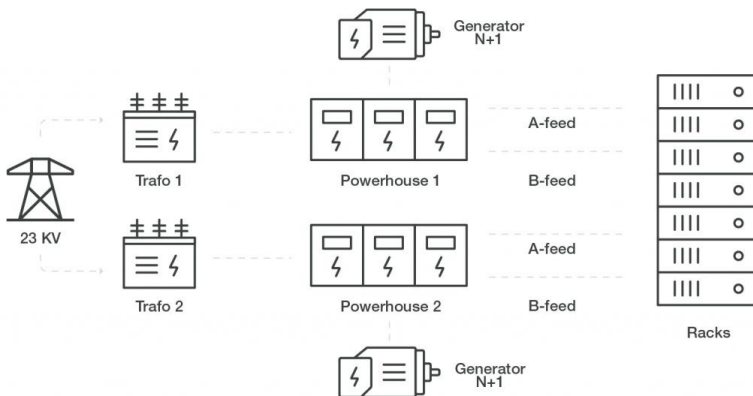 Generator
N+1
A-feed
Trafo 1
Powerhouse 1
B-feed
23 KV
A-feed
Trafo 2
Powerhouse 2
B-feed
Racks
Generator
N+1